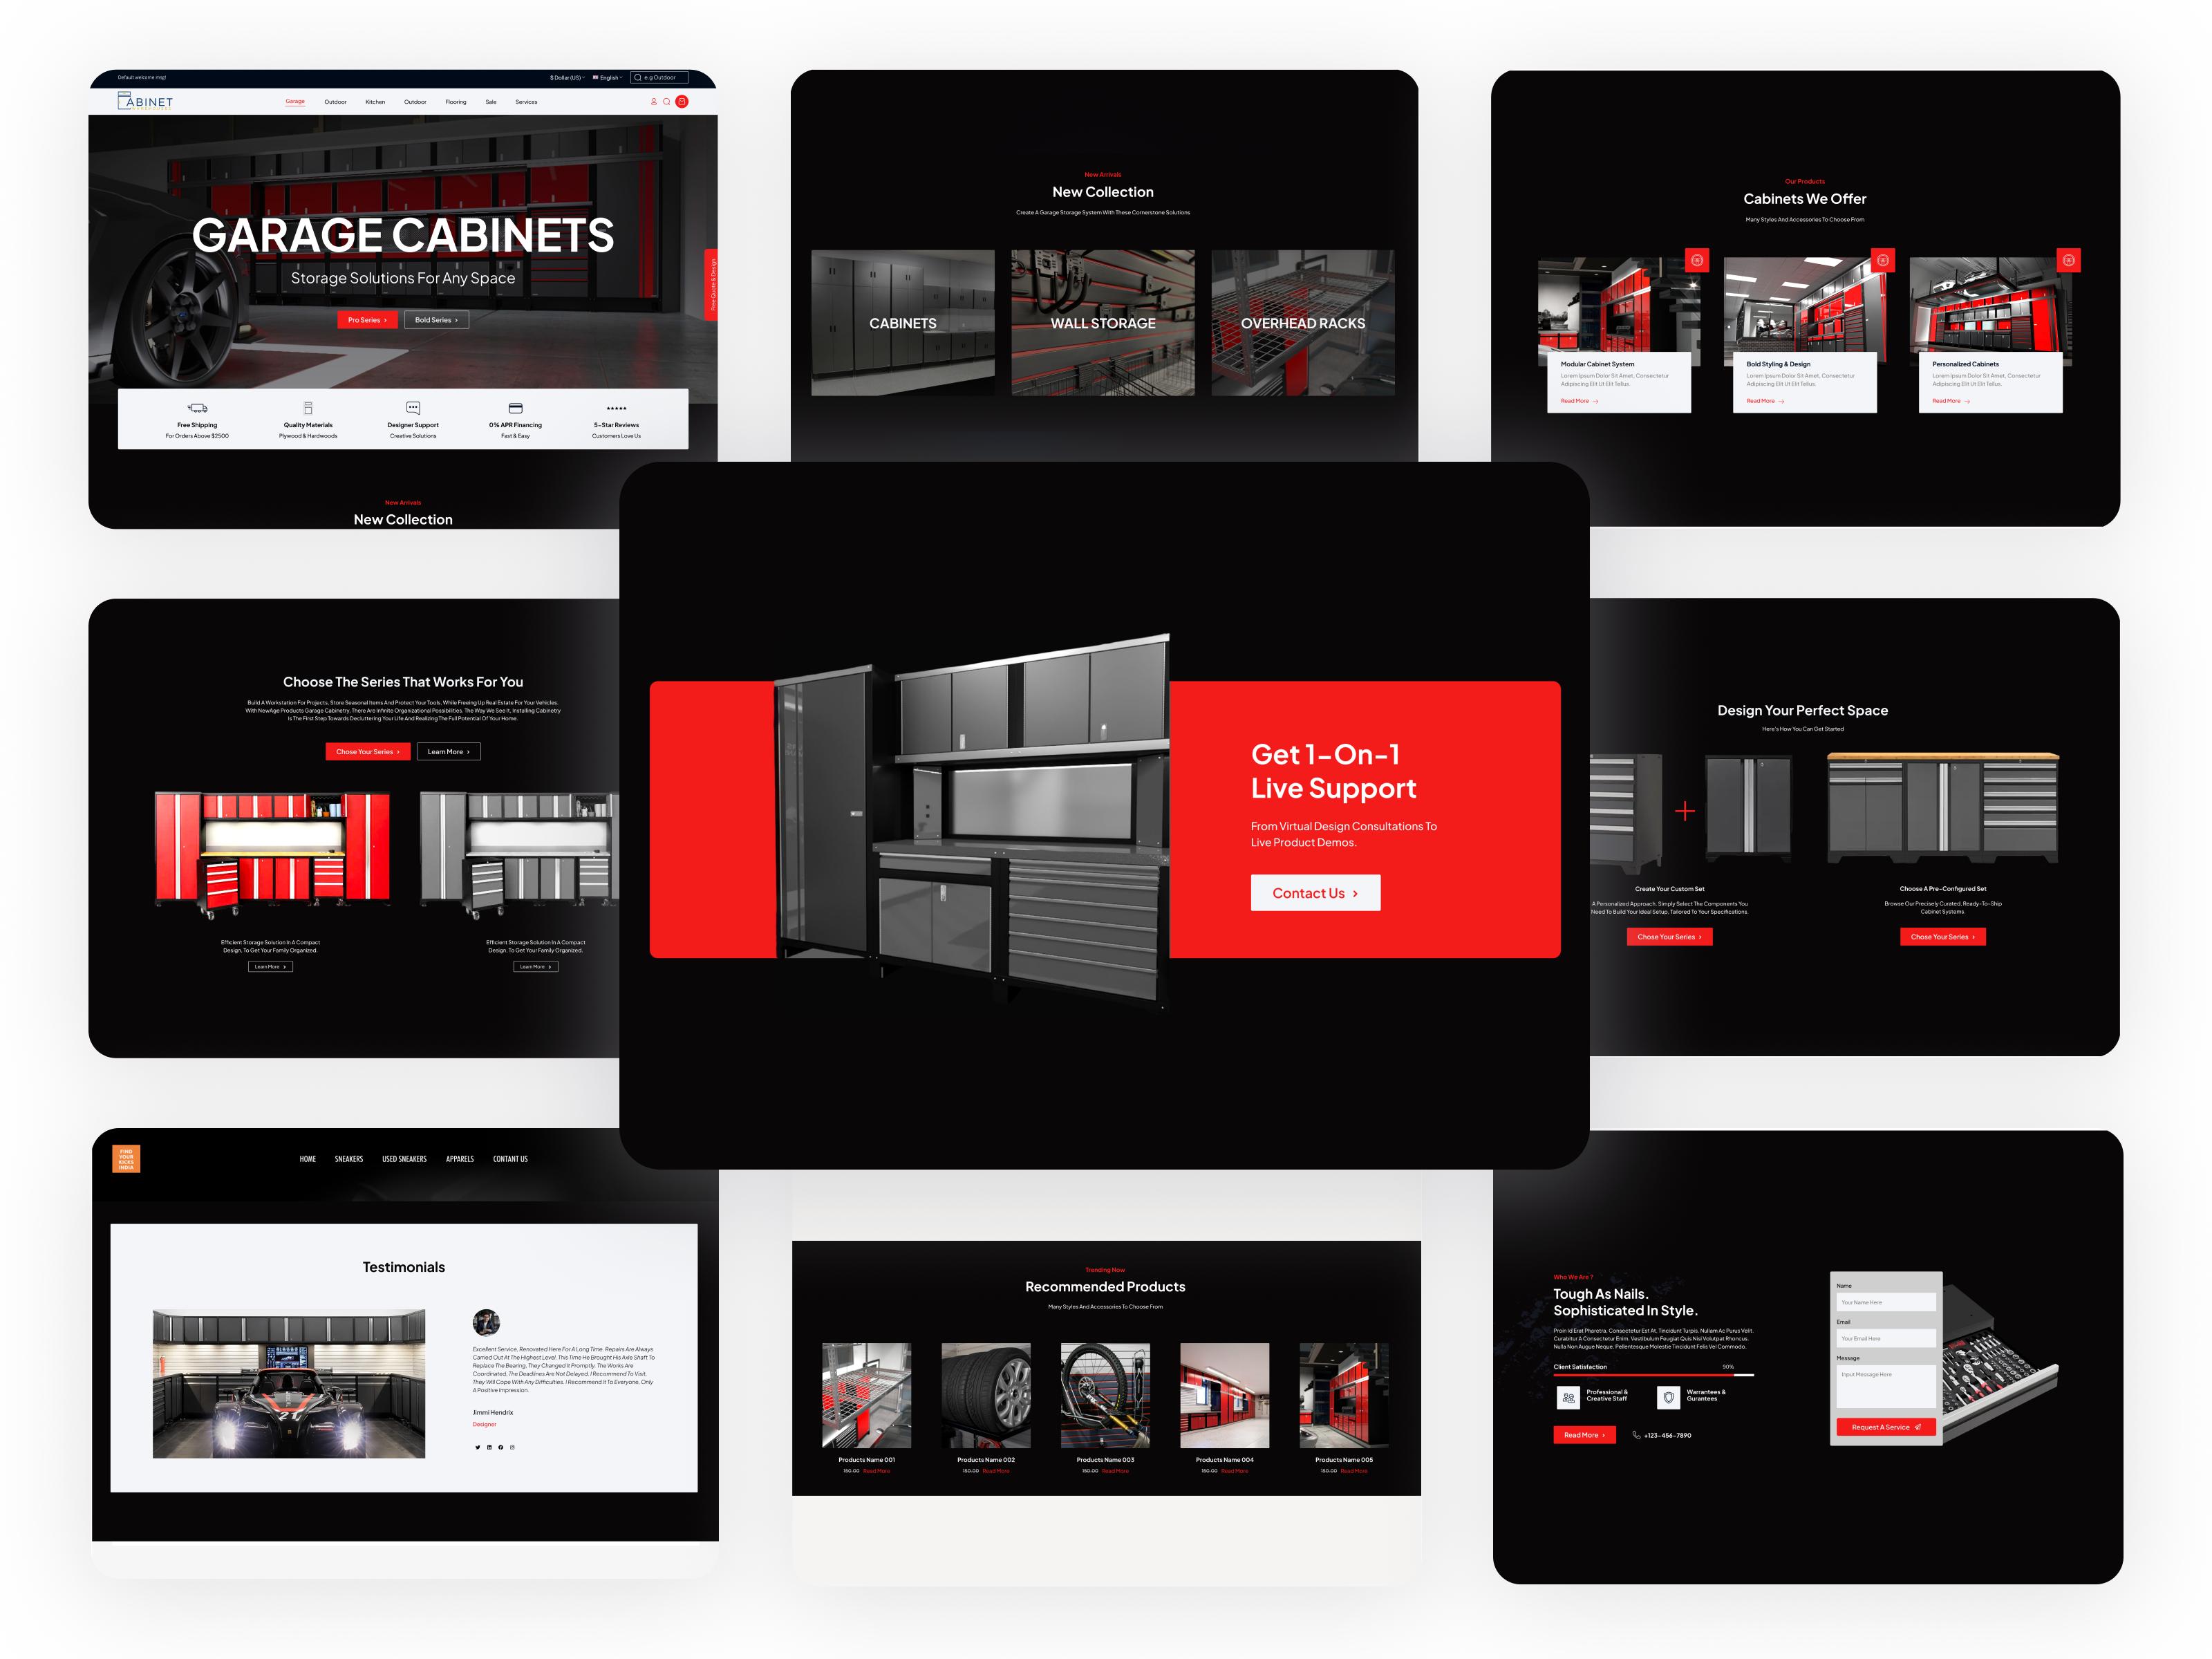 Default welcome msg!
$ Dollar (US)
English
e.g Outdoor
CABINET
Garage
Outdoor
Kitchen
Outdoor
Flooring
Sale
Services
GARAGE CABINETS
Storage Solutions For Any Space
Pro Series
Bold Series
Free Quote & Design
Free Shipping
For Orders Above $2500
Quality Materials
Plywood & Hardwoods
Designer Support
Creative Solutions
0% APR Financing
Fast & Easy
5-Star Reviews
Customers Love Us
New Arrivals
New Collection
New Arrivals
New Collection
Create A Garage Storage System With These Cornerstone Solutions
CABINETS
WALL STORAGE
OVERHEAD RACKS
Our Products
Cabinets We Offer
Many Styles And Accessories To Choose From
Modular Cabinet System
Lorem Ipsum Dolor Sit Amet, Consectetur
Adipiscing Elit Ut Elit Tellus.
Read More
Bold Styling & Design
Lorem Ipsum Dolor Sit Amet, Consectetur
Adipiscing Elit Ut Elit Tellus.
Read More
Personalized Cabinets
Lorem Ipsum Dolor Sit Amet, Consectetur
Adipiscing Elit Ut Elit Tellus.
Read More
Choose The Series That Works For You
Build A Workstation For Projects, Store Seasonal Items And Protect Your Tools, While Freeing Up Real Estate For Your Vehicles.
With NewAge Products Garage Cabinetry, There Are Infinite Organizational Possibilities. The Way We See It, Installing Cabinetry
Is The First Step Towards Decluttering Your Life And Realizing The Full Potential Of Your Home.
Chose Your Series
Learn More
Efficient Storage Solution In A Compact
Design, To Get Your Family Organized.
Learn More
Efficient Storage Solution In A Compact
Design, To Get Your Family Organized.
Learn More
Get 1-On-1
Live Support
From Virtual Design Consultations To
Live Product Demos.
Contact Us
Design Your Perfect Space
Here's How You Can Get Started
Create Your Custom Set
A Personalized Approach. Simply Select The Components You
Need To Build Your Ideal Setup, Tailored To Your Specifications.
Chose Your Series
Choose A Pre-Configured Set
Browse Our Precisely Curated, Ready-To-Ship
Cabinet Systems.
Chose Your Series
FIND
YOUR
KICKS
INDIA
HOME
SNEAKERS
USED SNEAKERS
APPARELS
CONTANT US
Testimonials
Excellent Service, Renovated Here For A Long Time. Repairs Are Always
Carried Out At The Highest Level. This Time He Brought His Axle Shaft To
Replace The Bearing, They Changed It Promptly. The Works Are
Coordinated, The Deadlines Are Not Delayed. I Recommend To Visit,
They Will Cope With Any Difficulties. I Recommend It To Everyone, Only
A Positive Impression.
Jimmi Hendrix
Designer
21
Trending Now
Recommended Products
Many Styles And Accessories To Choose From
Products Name 001
150.00 Read More
Products Name 002
150.00 Read More
Products Name 003
150.00 Read More
Products Name 004
150.00 Read More
Products Name 005
150.00 Read More
Who We Are ?
Tough As Nails.
Sophisticated In Style.
Proin Id Erat Pharetra, Consectetur Est At, Tincidunt Turpis. Nullam Ac Purus Velit.
Curabitur A Consectetur Enim. Vestibulum Feugiat Quis Nisi Volutpat Rhoncus.
Nulla Non Augue Neque. Pellentesque Molestie Tincidunt Felis Vel Commodo.
Client Satisfaction
90%
Professional &
Creative Staff
Warrantees &
Gurantees
Read More
+123-456-7890
Name
Your Name Here
Email
Your Email Here
Message
Input Message Here
Request A Service